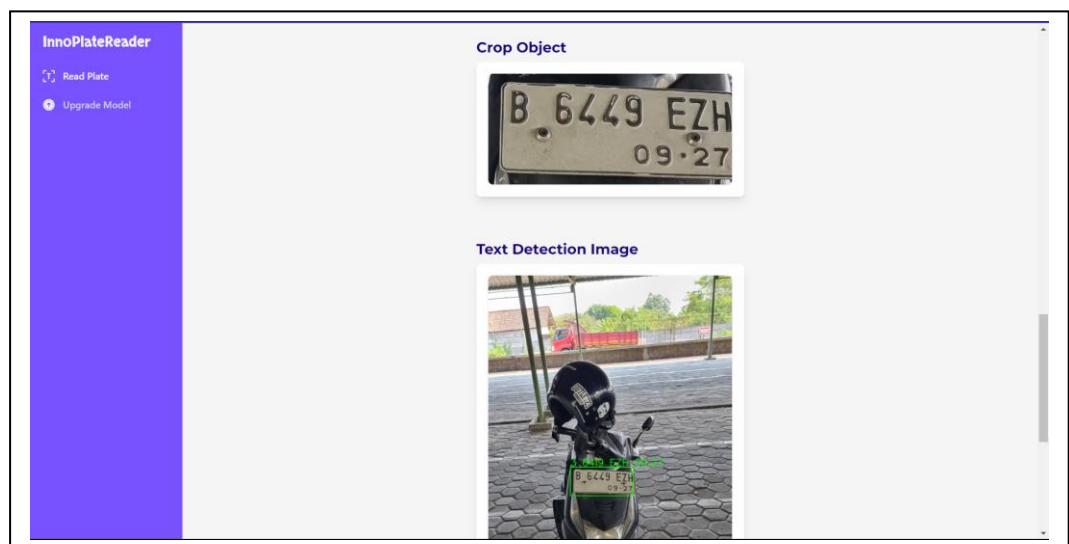 InnoPlateReader
Read Plate
Upgrade Model
Crop Object
B 6449 EZH
09·27
Text Detection Image
B 6449 EZH
09·27